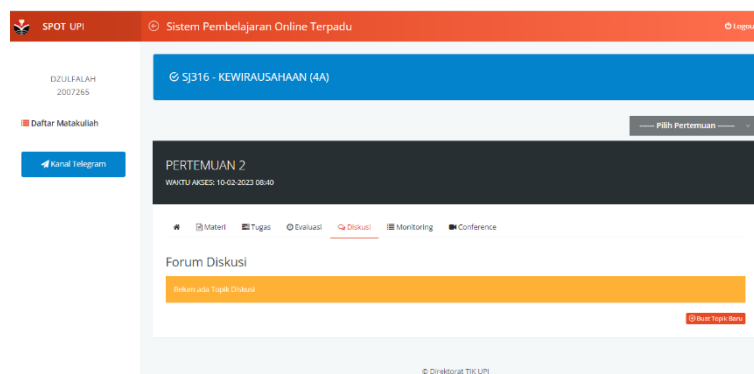 SPOT UPI
Sistem Pembelajaran Online Terpadu
Logout
DZULFALAH
2007265
Daftar Matakuliah
Kanal Telegram
SJ316 - KEWIRAUSAHAAN (4A)
------ Pilih Pertemuan ------
PERTEMUAN 2
WAKTU AKSES: 10-02-2023 08:40
Materi Tugas Evaluasi Diskusi Monitoring Conference
Forum Diskusi
Belum ada Topik Diskusi
Buat Topik Baru
© Direktorat TIK UPI